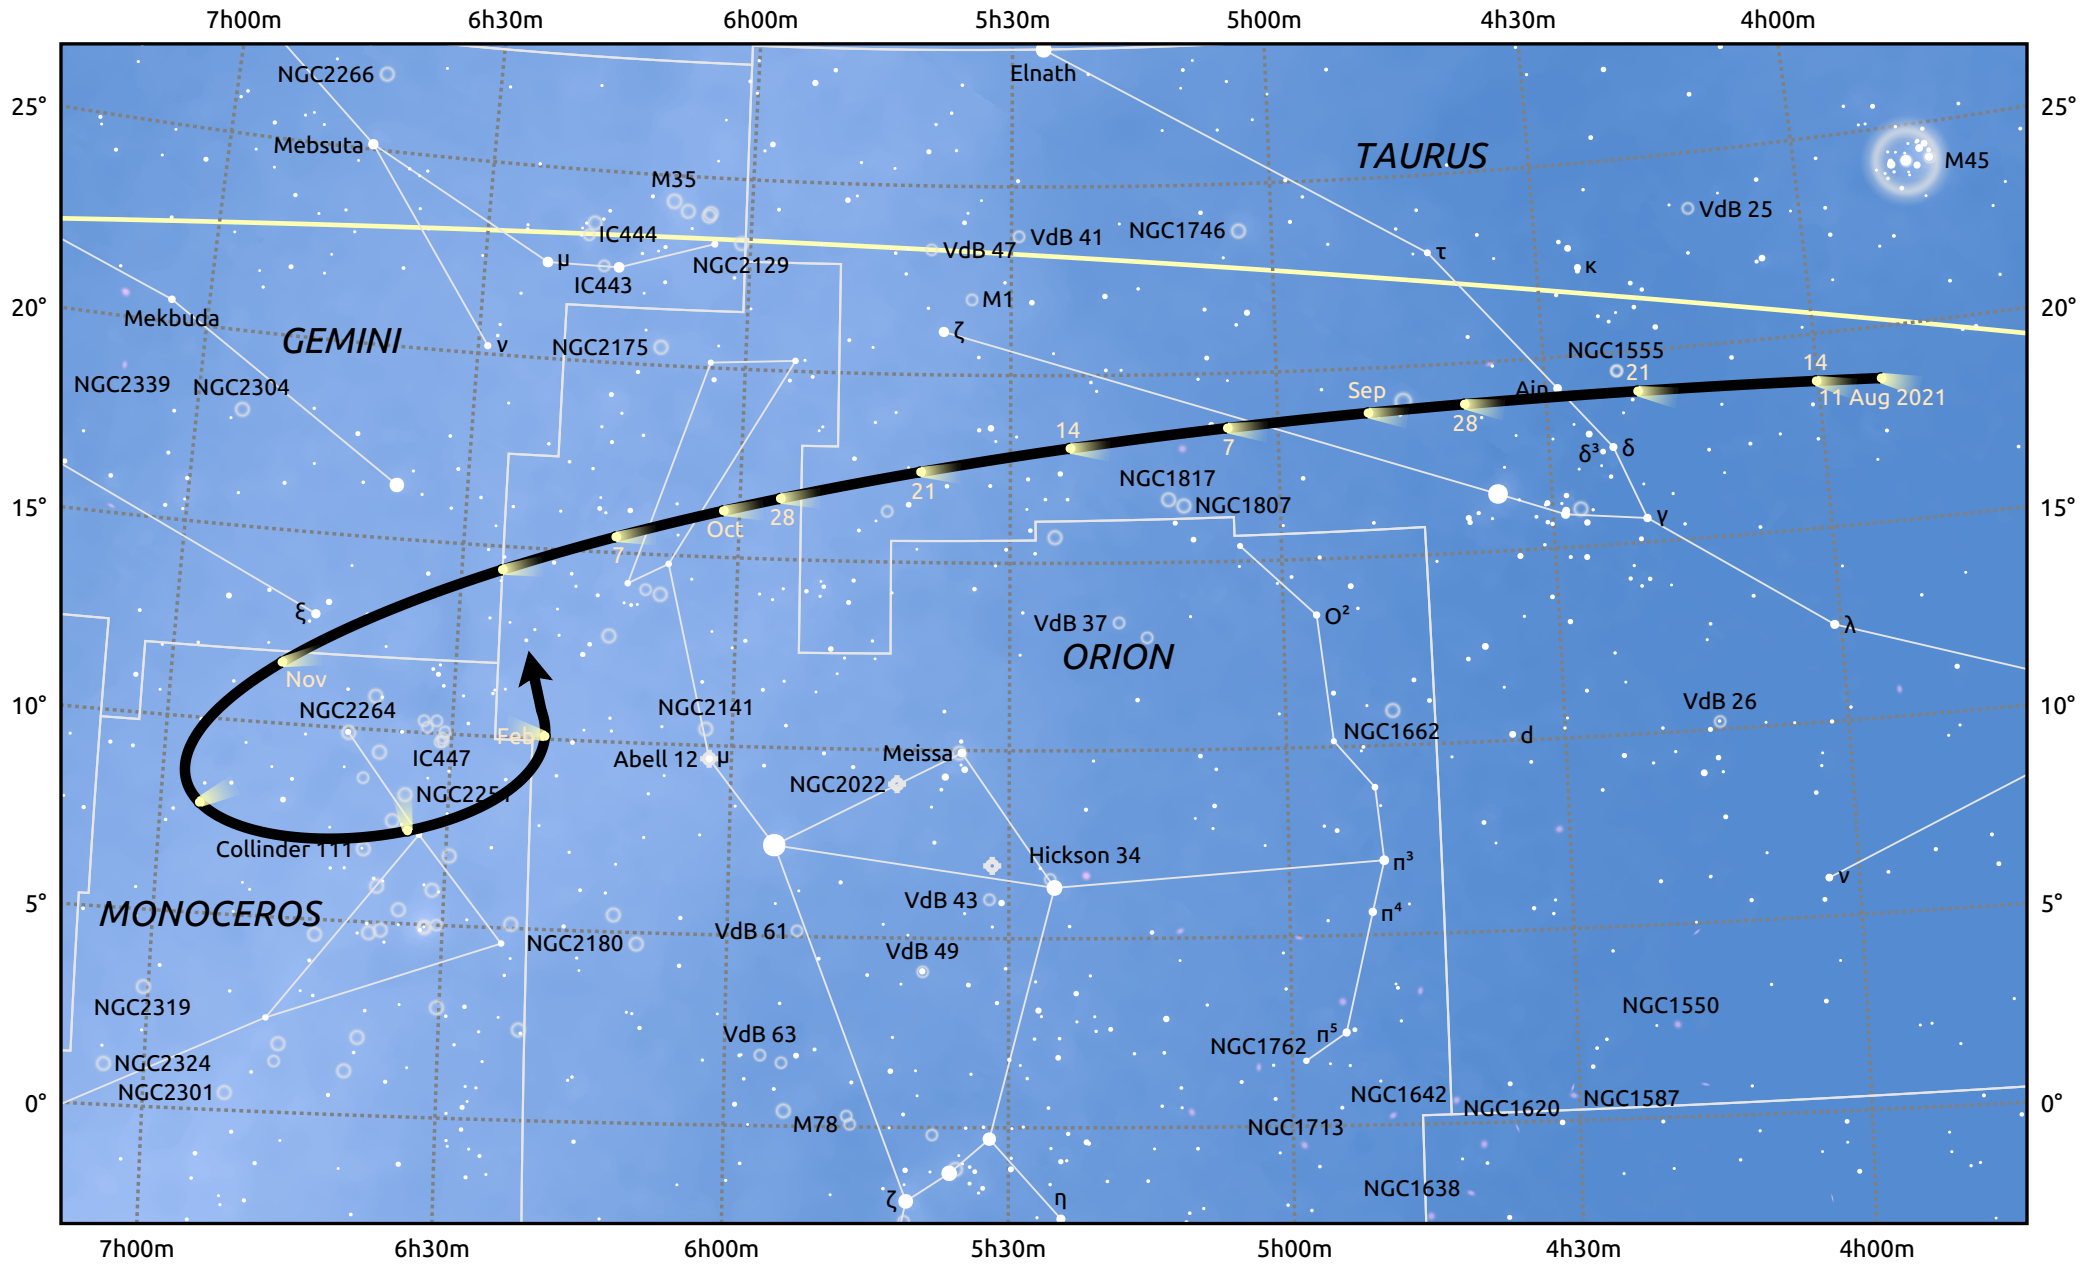 7h00m 6h30m 6h00m 5h30m 5h00m 4h30m 4h00m
NGC2266
Elnath
25° 25°
Mebsuta
TAURUS
M45
M35
VdB 25
IC444
VdB 41
NGC1746
VdB 47
τ
μ
NGC2129
κ
IC443
M1
20° 20°
Mekbuda
ζ
GEMINI
ν
NGC2175
NGC1555
14
21
NGC2339
NGC2304
Sep
Ain
11 Aug 2021
28
14
7
δ³
δ
NGC1817
21
15°
NGC1807
15°
28
Oct
γ
7
ξ
O²
VdB 37
λ
ORION
Nov
10°
NGC2264
NGC2141
VdB 26
10°
Feb
NGC1662
d
IC447
Abell 12
μ
Meissa
NGC2022
NGC2251
Collinder 111
Hickson 34
π³
ν
5°
MONOCEROS
VdB 43
π⁴
5°
NGC2180
VdB 61
VdB 49
NGC2319
NGC1550
VdB 63
π⁵
NGC1762
NGC2324
NGC2301
NGC1642
NGC1587
0°
NGC1620
0°
M78
NGC1713
ζ
η
NGC1638
7h00m 6h30m 6h00m 5h30m 5h00m 4h30m 4h00m